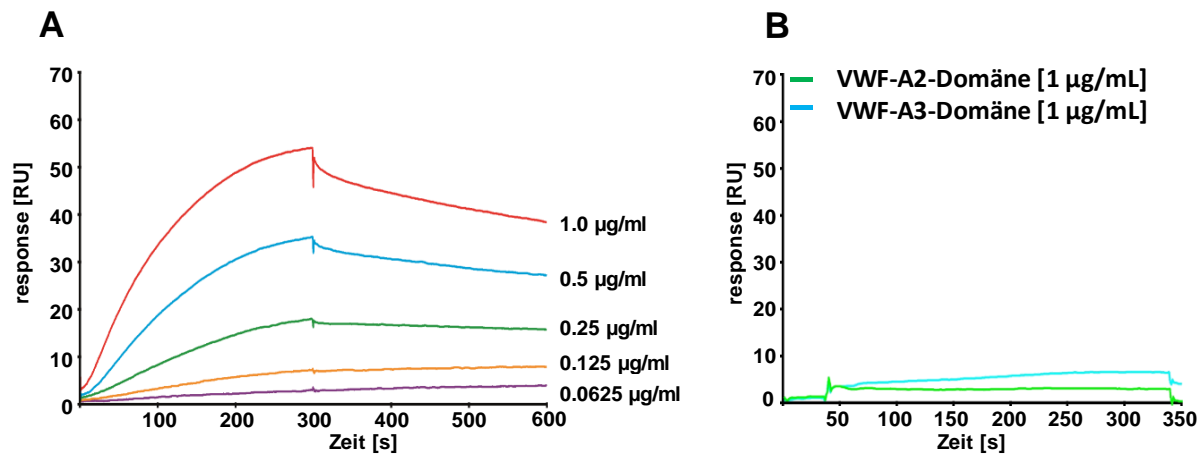 A
70
60
50
40
30
20
10
0
response [RU]
0
100
200
300
400
500
600
Zeit [s]
1.0 µg/ml
0.5 µg/ml
0.25 µg/ml
0.125 µg/ml
0.0625 µg/ml
B
VWF-A2-Domäne [1 µg/mL]
VWF-A3-Domäne [1 µg/mL]
70
60
50
40
30
20
10
0
response [RU]
50
100
150
200
250
300
350
Zeit [s]